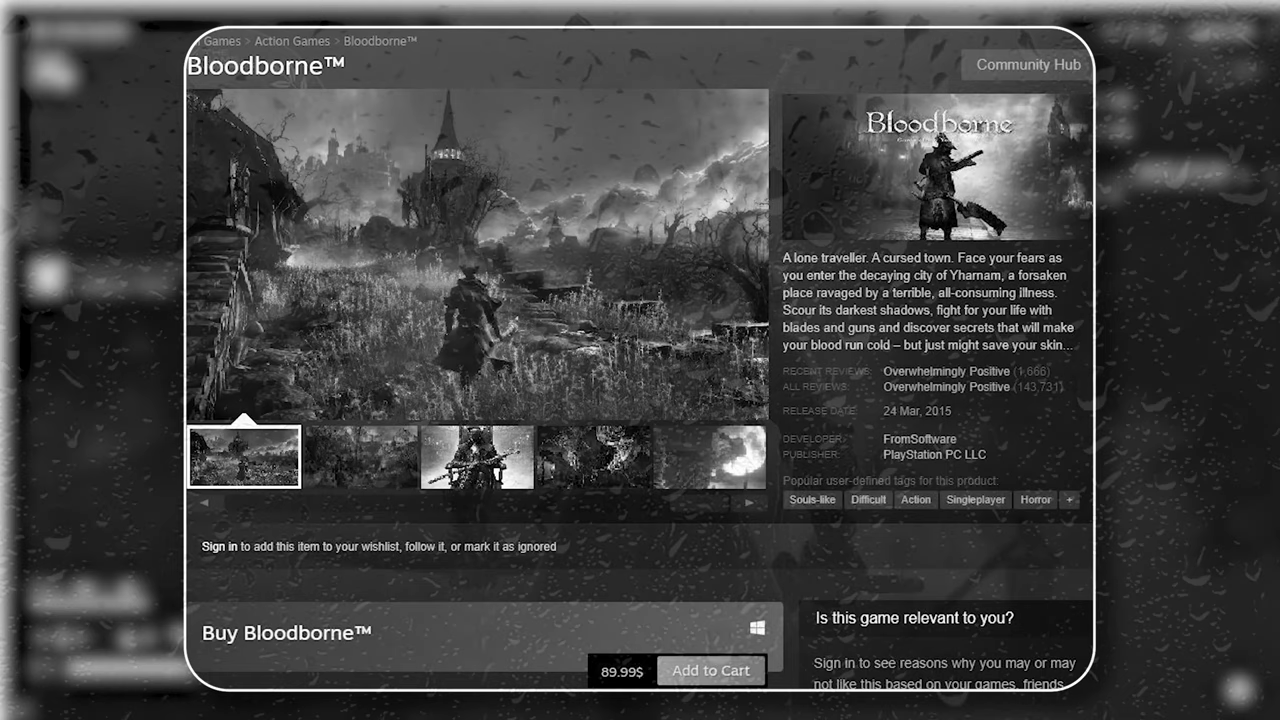 Games > Action Games > Bloodborne™
Bloodborne™
Community Hub
Bloodborne
A lone traveller. A cursed town. Face your fears as
you enter the decaying city of Yharnam, a forsaken
place ravaged by a terrible, all-consuming illness.
Scour its darkest shadows, fight for your life with
blades and guns and discover secrets that will make
your blood run cold – but just might save your skin...
RECENT REVIEWS: Overwhelmingly Positive (1,666)
ALL REVIEWS: Overwhelmingly Positive (143,731)
RELEASE DATE: 24 Mar, 2015
DEVELOPER: FromSoftware
PUBLISHER: PlayStation PC LLC
Popular user-defined tags for this product:
Souls-like Difficult Action Singleplayer Horror +
Sign in to add this item to your wishlist, follow it, or mark it as ignored
Buy Bloodborne™
89.99$ Add to Cart
Is this game relevant to you?
Sign in to see reasons why you may or may
not like this based on your games, friends,